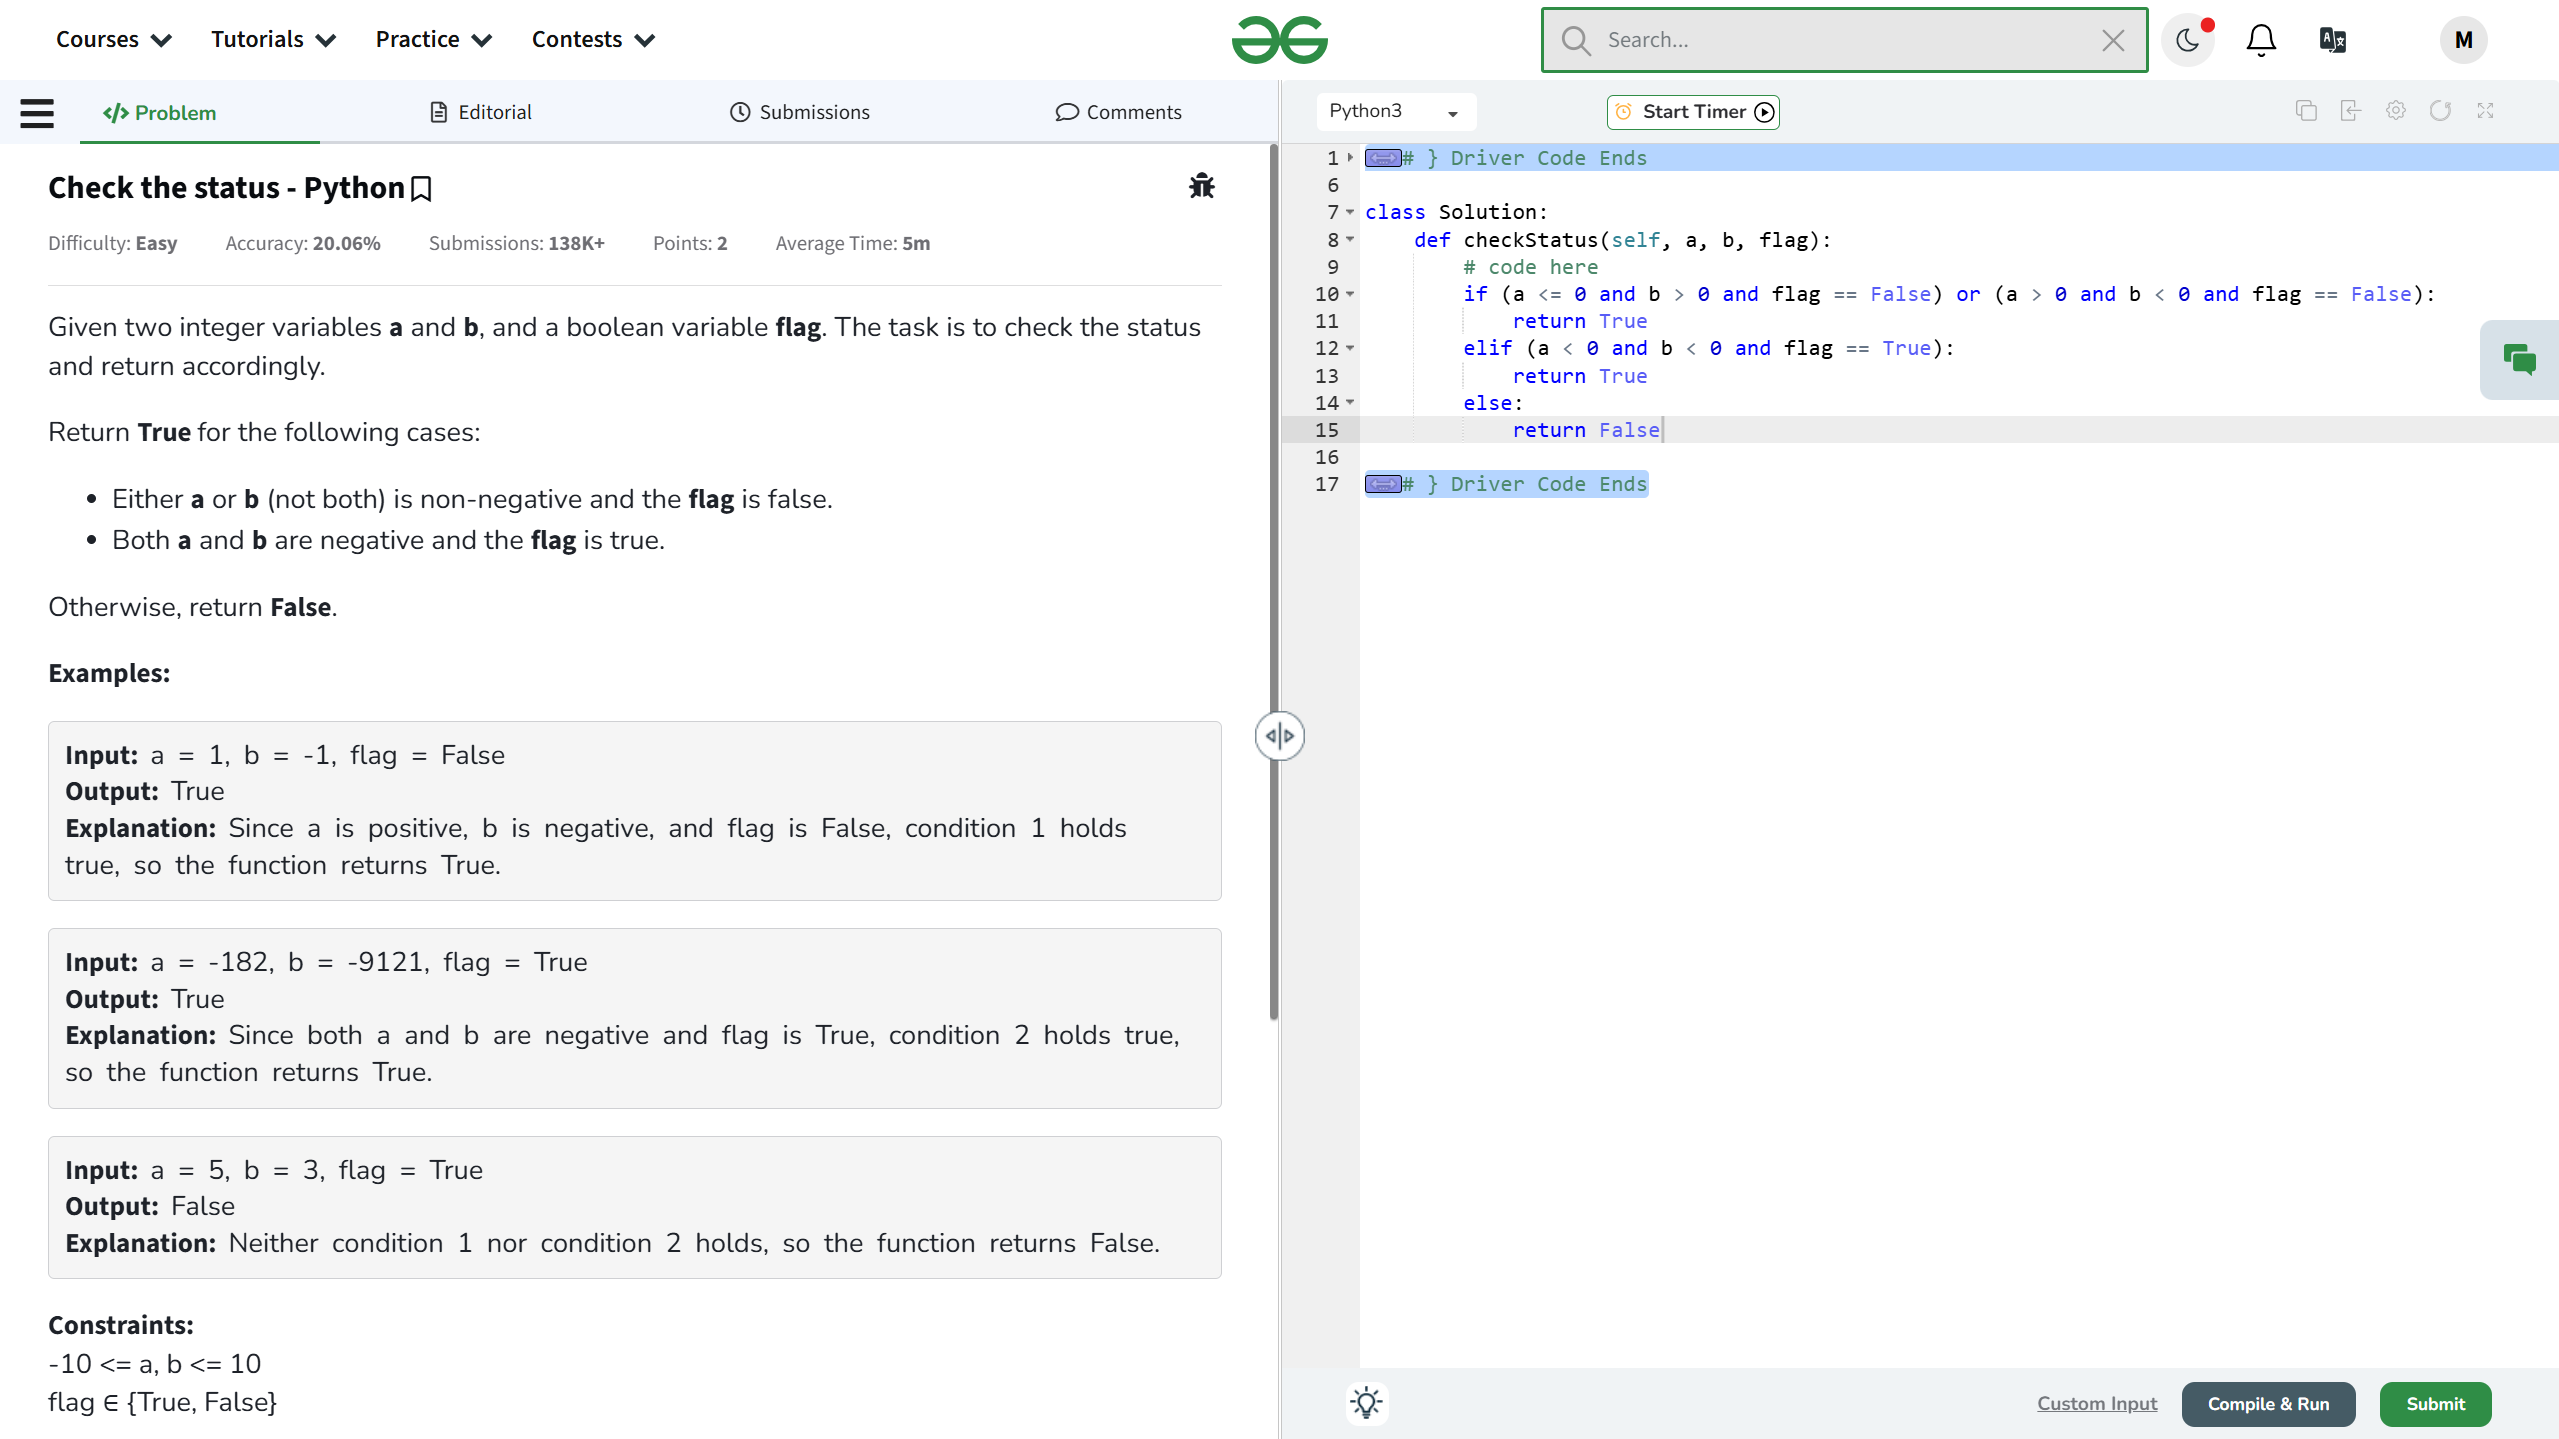 Courses Tutorials Practice Contests
Search...
M
Problem Editorial Submissions Comments
Python3
Start Timer
Check the status - Python
Difficulty: Easy Accuracy: 20.06% Submissions: 138K+ Points: 2 Average Time: 5m
Given two integer variables a and b, and a boolean variable flag. The task is to check the status
and return accordingly.
Return True for the following cases:
Either a or b (not both) is non-negative and the flag is false.
Both a and b are negative and the flag is true.
Otherwise, return False.
Examples:
Input: a = 1, b = -1, flag = False
Output: True
Explanation: Since a is positive, b is negative, and flag is False, condition 1 holds
true, so the function returns True.
Input: a = -182, b = -9121, flag = True
Output: True
Explanation: Since both a and b are negative and flag is True, condition 2 holds true,
so the function returns True.
Input: a = 5, b = 3, flag = True
Output: False
Explanation: Neither condition 1 nor condition 2 holds, so the function returns False.
Constraints:
-10 <= a, b <= 10
flag ∈ {True, False}
1 # } Driver Code Ends
6
7 class Solution:
8 def checkStatus(self, a, b, flag):
9 # code here
10 if (a <= 0 and b > 0 and flag == False) or (a > 0 and b < 0 and flag == False):
11 return True
12 elif (a < 0 and b < 0 and flag == True):
13 return True
14 else:
15 return False
16
17 # } Driver Code Ends
Custom Input Compile & Run Submit